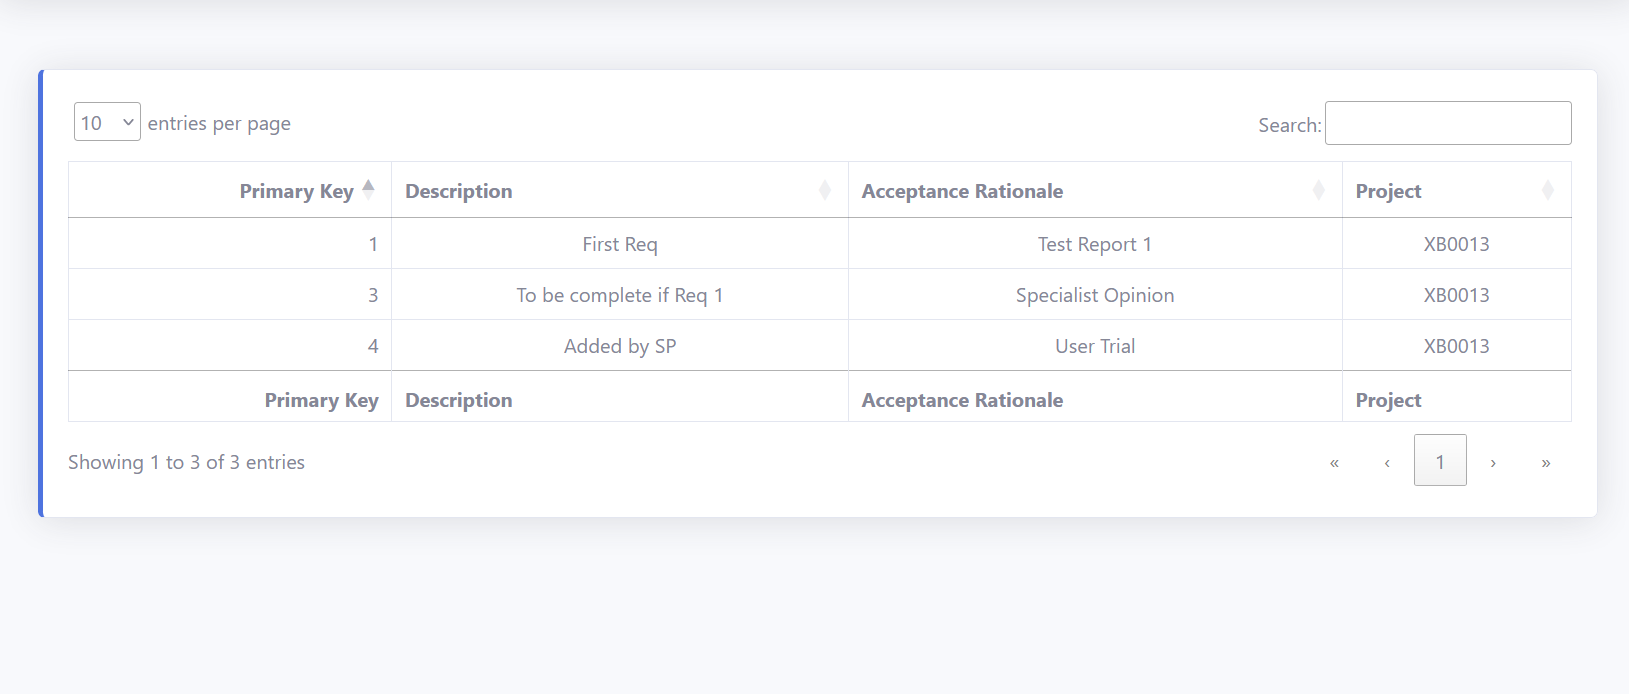 10 entries per page Search:
Primary Key Description Acceptance Rationale Project
1 First Req Test Report 1 XB0013
3 To be complete if Req 1 Specialist Opinion XB0013
4 Added by SP User Trial XB0013
Primary Key Description Acceptance Rationale Project
Showing 1 to 3 of 3 entries « ‹ 1 › »